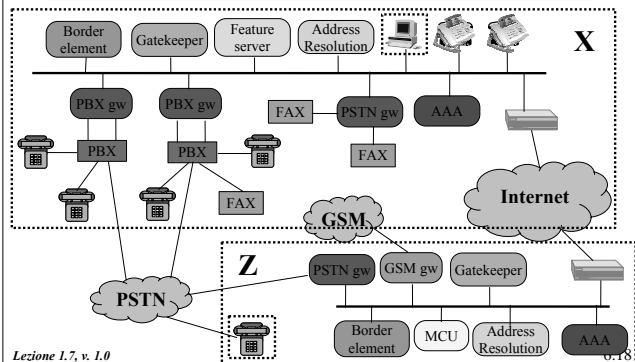 Border
element
Gatekeeper
Feature
server
Address
Resolution
X
PBX gw
PBX gw
FAX
PSTN gw
AAA
PBX
PBX
FAX
FAX
Internet
GSM
Z
PSTN gw
GSM gw
Gatekeeper
PSTN
Border
element
MCU
Address
Resolution
AAA
Lezione 1.7, v. 1.0
6.18